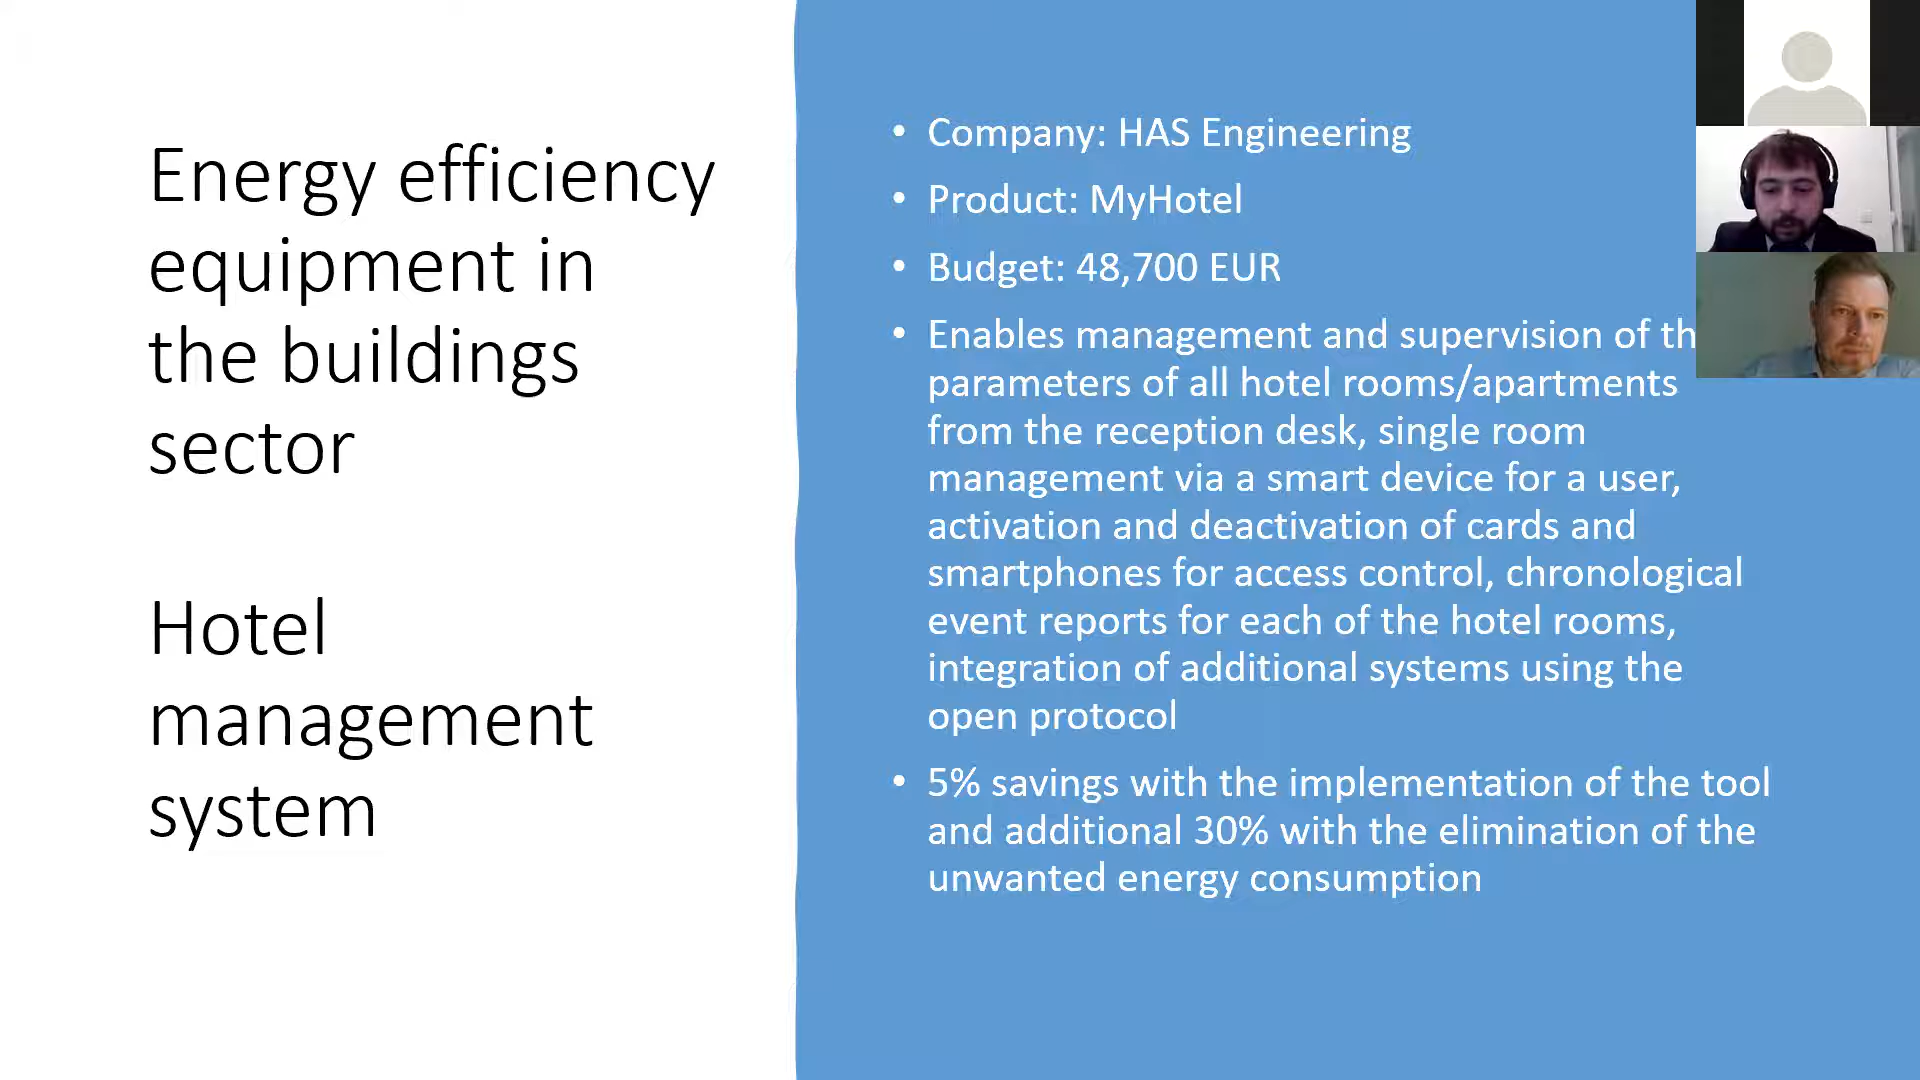 Energy efficiency
equipment in
the buildings
sector
Hotel
management
system
• Company: HAS Engineering
• Product: MyHotel
• Budget: 48,700 EUR
• Enables management and supervision of th
parameters of all hotel rooms/apartments
from the reception desk, single room
management via a smart device for a user,
activation and deactivation of cards and
smartphones for access control, chronological
event reports for each of the hotel rooms,
integration of additional systems using the
open protocol
• 5% savings with the implementation of the tool
and additional 30% with the elimination of the
unwanted energy consumption